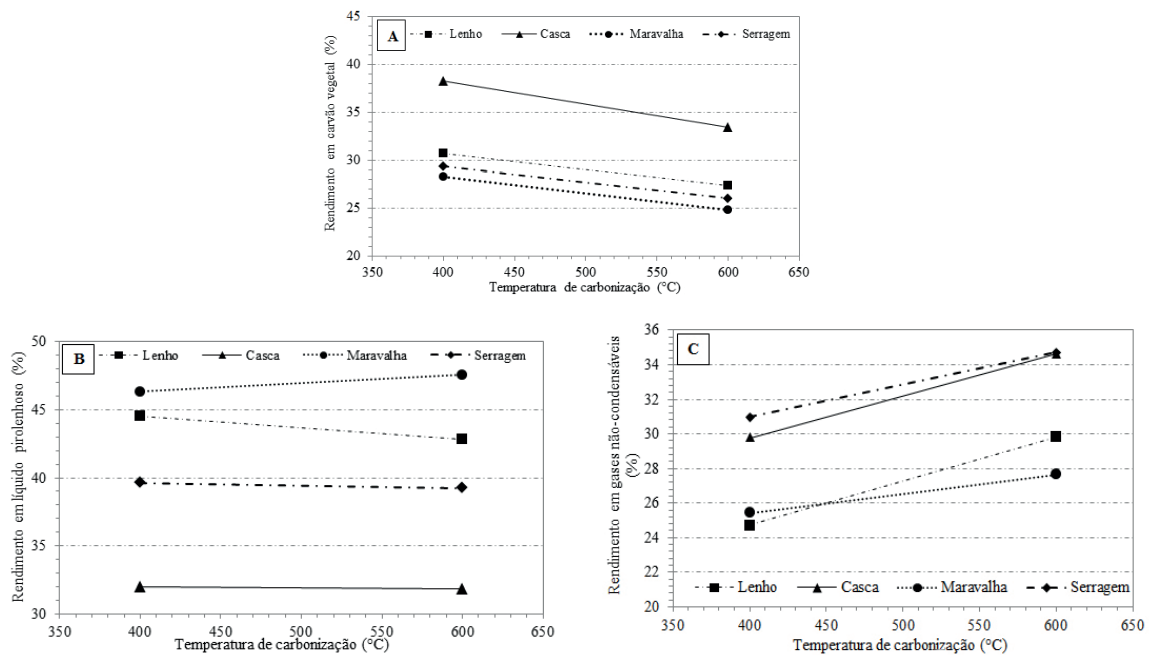 A
Lenho Casca Maravalha Serragem
Rendimento em carvão vegetal (%)
45
40
35
30
25
20
350 400 450 500 550 600 650
Temperatura de carbonização (°C)
B
Lenho Casca Maravalha Serragem
Rendimento em líquido pirolenhoso (%)
50
45
40
35
30
350 400 450 500 550 600 650
Temperatura de carbonização (°C)
C
Rendimento em gases não-condensáveis
(%)
36
34
32
30
28
26
24
22
20
Lenho Casca Maravalha Serragem
350 400 450 500 550 600 650
Temperatura de carbonização (°C)